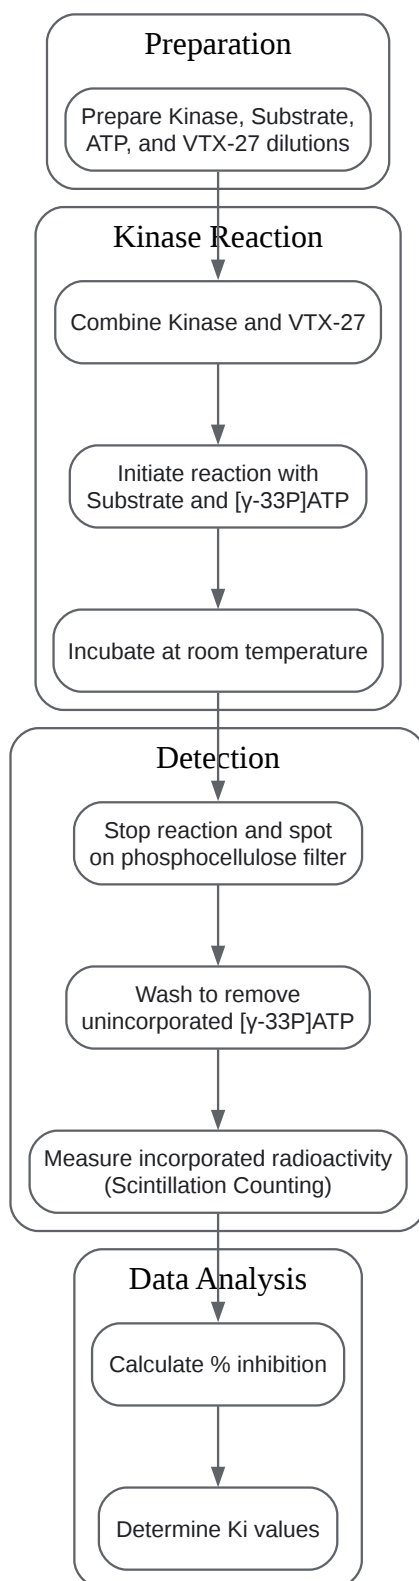 Preparation
Prepare Kinase, Substrate,
ATP, and VTX-27 dilutions
Kinase Reaction
Combine Kinase and VTX-27
Initiate reaction with
Substrate and [γ-33P]ATP
Incubate at room temperature
Detection
Stop reaction and spot
on phosphocellulose filter
Wash to remove
unincorporated [γ-33P]ATP
Measure incorporated radioactivity
(Scintillation Counting)
Data Analysis
Calculate % inhibition
Determine Ki values